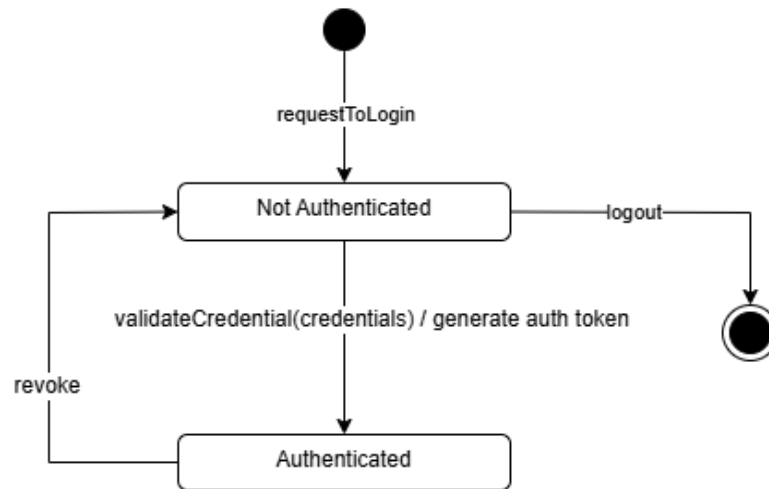 requestToLogin
Not Authenticated
logout
validateCredential(credentials) / generate auth token
revoke
Authenticated